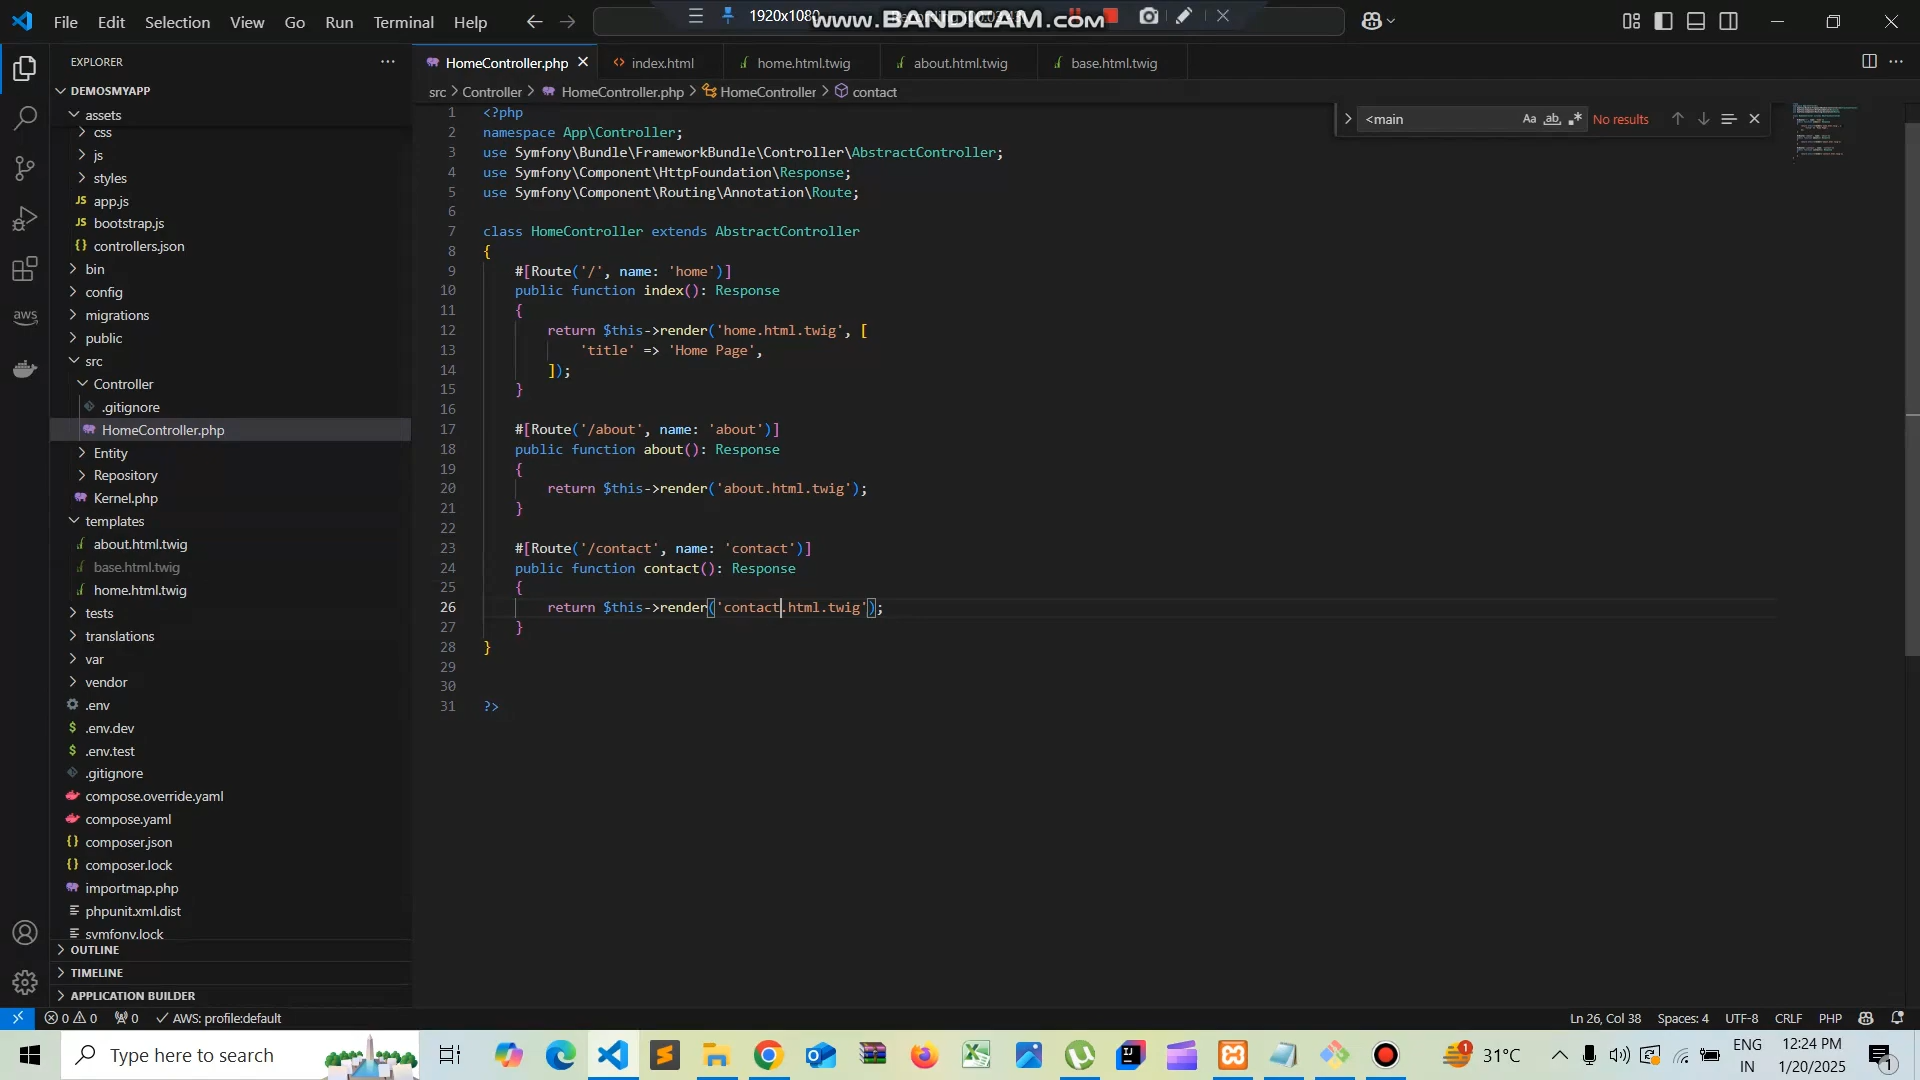 File Edit Selection View Go Run Terminal Help
1920x1080
www.BANDICAM.com
EXPLORER
HomeController.php
index.html
home.html.twig
about.html.twig
base.html.twig
src > Controller > HomeController.php > HomeController > contact
<main
Aa ab
No results
DEMOSMYAPP
assets
css
js
styles
JS app.js
JS bootstrap.js
{} controllers.json
bin
config
migrations
public
src
Controller
.gitignore
HomeController.php
Entity
Repository
Kernel.php
templates
about.html.twig
base.html.twig
home.html.twig
tests
translations
var
vendor
.env
$ .env.dev
$ .env.test
.gitignore
compose.override.yaml
compose.yaml
{} composer.json
{} composer.lock
importmap.php
phpunit.xml.dist
symfony.lock
OUTLINE
TIMELINE
APPLICATION BUILDER
aws
1 <?php
2 namespace App\Controller;
3 use Symfony\Bundle\FrameworkBundle\Controller\AbstractController;
4 use Symfony\Component\HttpFoundation\Response;
5 use Symfony\Component\Routing\Annotation\Route;
6
7 class HomeController extends AbstractController
8 {
9 #[Route('/', name: 'home')]
10 public function index(): Response
11 {
12 return $this->render('home.html.twig', [
13 'title' => 'Home Page',
14 ]);
15 }
16
17 #[Route('/about', name: 'about')]
18 public function about(): Response
19 {
20 return $this->render('about.html.twig');
21 }
22
23 #[Route('/contact', name: 'contact')]
24 public function contact(): Response
25 {
26 return $this->render('contact.html.twig');
27 }
28 }
29
30
31 ?>
0 0 0 AWS: profile:default
Ln 26, Col 38 Spaces: 4 UTF-8 CRLF PHP
Type here to search
1
31°C
ENG
IN
12:24 PM
1/20/2025
1